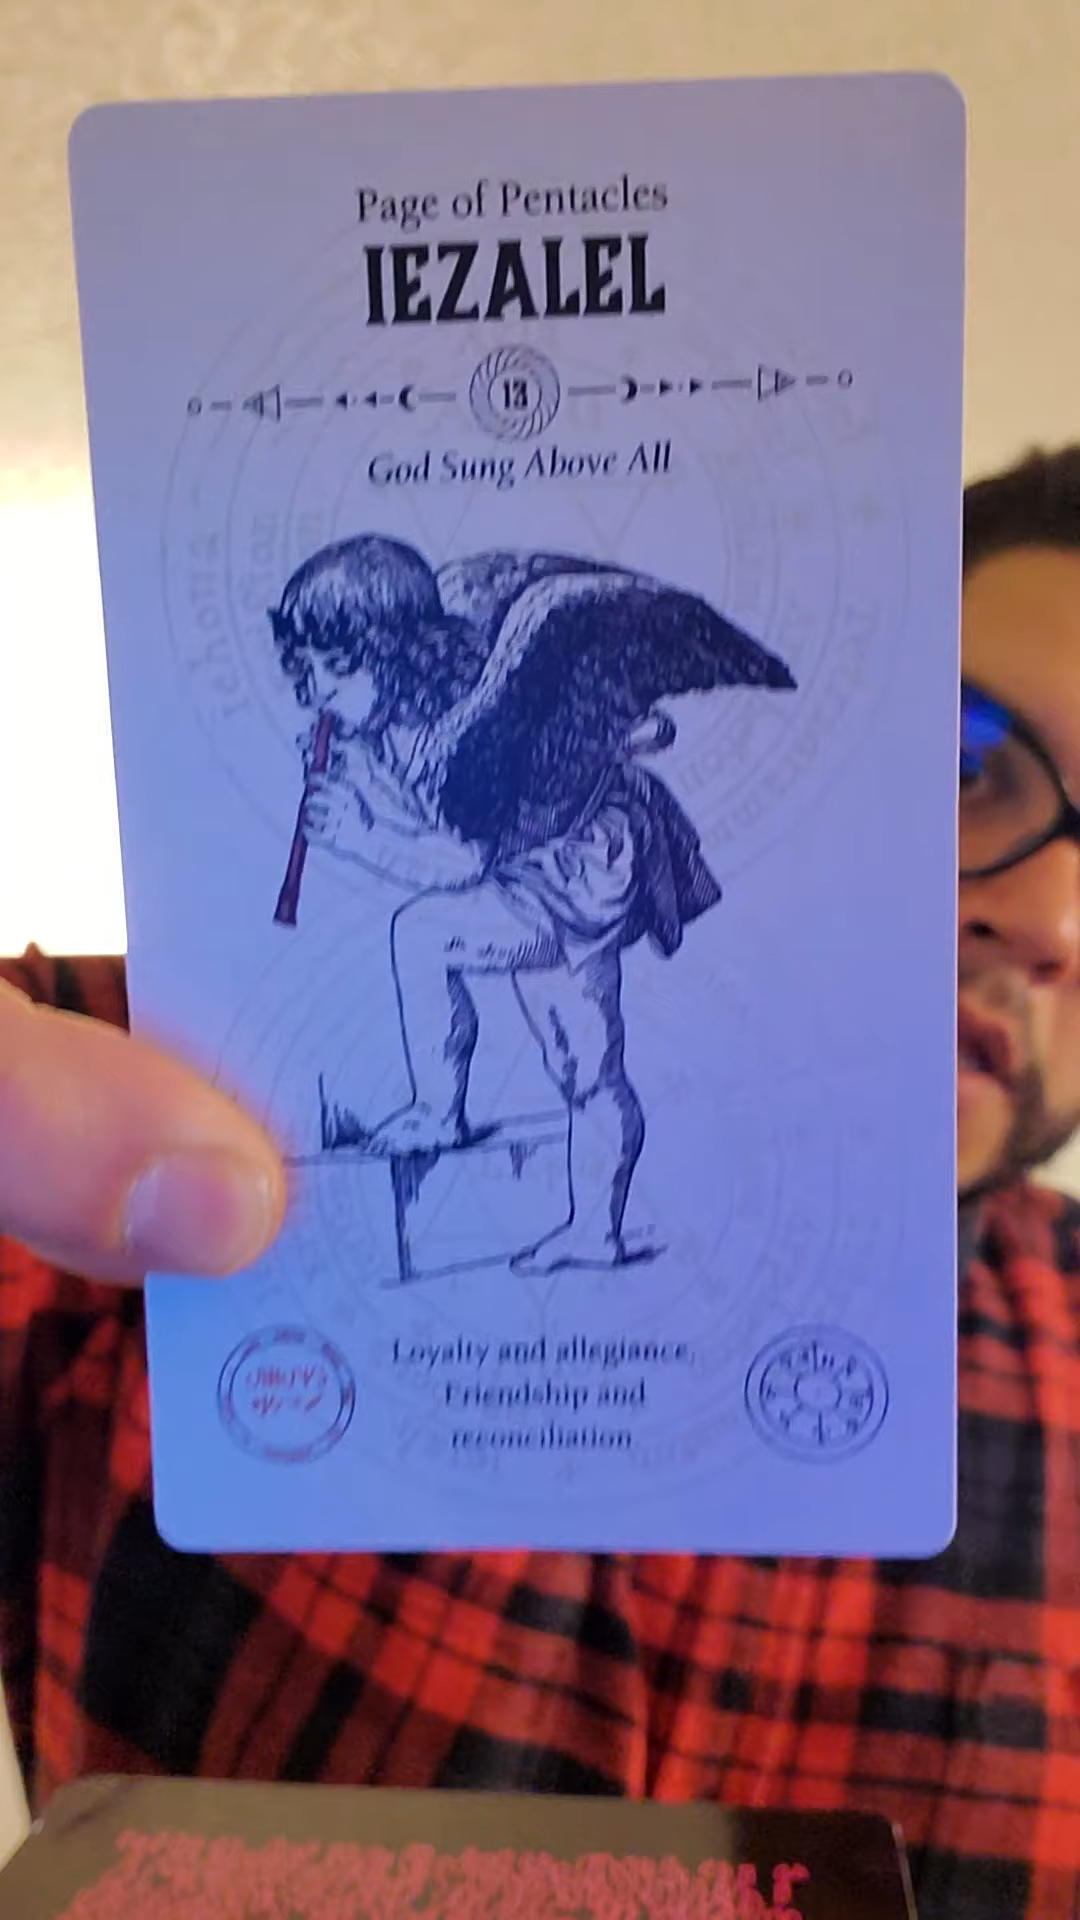 Page of Pentacles
IEZALEL
13
God Sung Above All
Loyalty and allegiance,
Friendship and
reconciliation